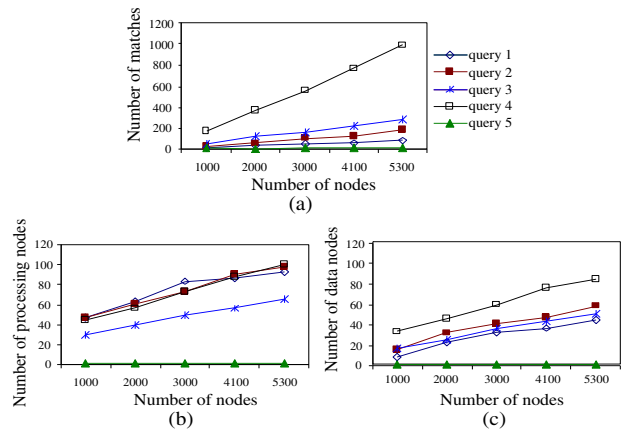 1200
1000
800
600
400
200
0
Number of matches
1000 2000 3000 4100 5300
Number of nodes
(a)
query 1
query 2
query 3
query 4
query 5
120
100
80
60
40
20
0
Number of processing nodes
1000 2000 3000 4100 5300
Number of nodes
(b)
120
100
80
60
40
20
0
Number of data nodes
1000 2000 3000 4100 5300
Number of nodes
(c)